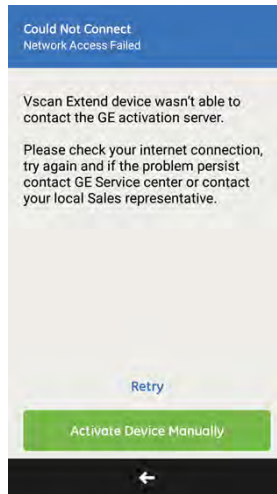 Could Not Connect
Network Access Failed
Vscan Extend device wasn't able to
contact the GE activation server.
Please check your internet connection,
try again and if the problem persist
contact GE Service center or contact
your local Sales representative.
Retry
Activate Device Manually